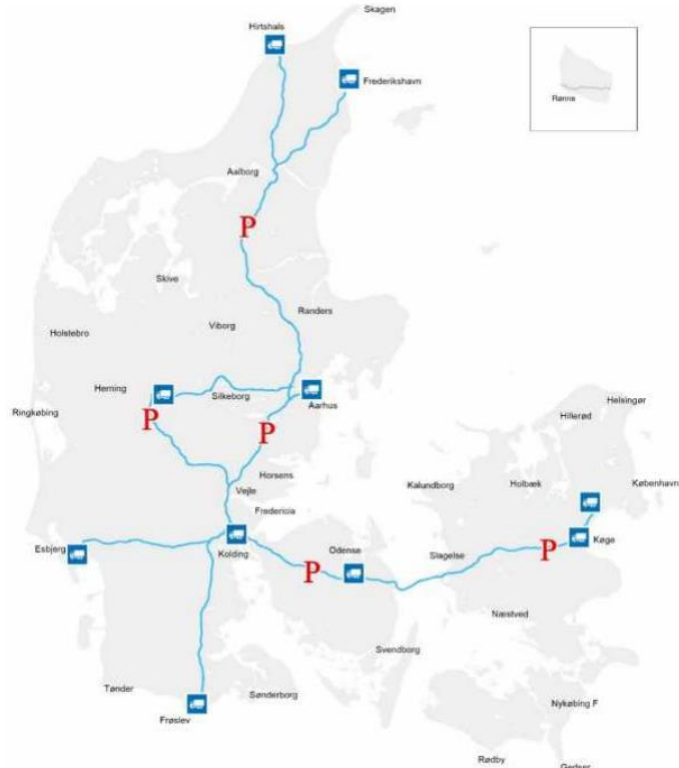 Skagen
Hirtshals
Frederikshavn
Rønne
Aalborg
P
Skive
Randers
Viborg
Holstebro
Herning
Silkeborg
Aarhus
Ringkøbing
P
P
Helsingør
Hillerød
Horsens
Kalundborg
Holbæk
København
Vejle
Fredericia
Esbjerg
Kolding
Odense
Slagelse
P
Køge
P
Næstved
Svendborg
Tønder
Sønderborg
Frøslev
Nykøbing F
Rødby
Gedser